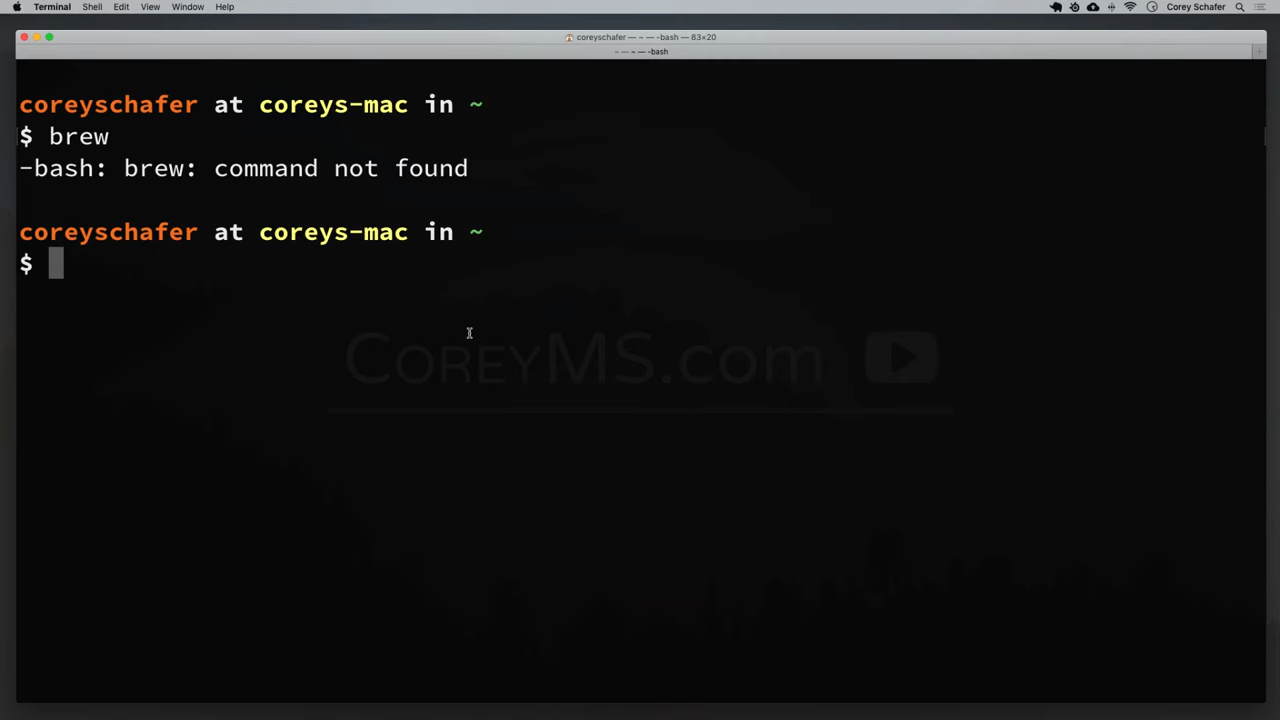 Terminal Shell Edit View Window Help Corey Schafer
coreyschafer — ~ — -bash — 83×20
~ — ~ — -bash
coreyschafer at coreys-mac in ~
$ brew
-bash: brew: command not found
coreyschafer at coreys-mac in ~
$
CoreyMS.com